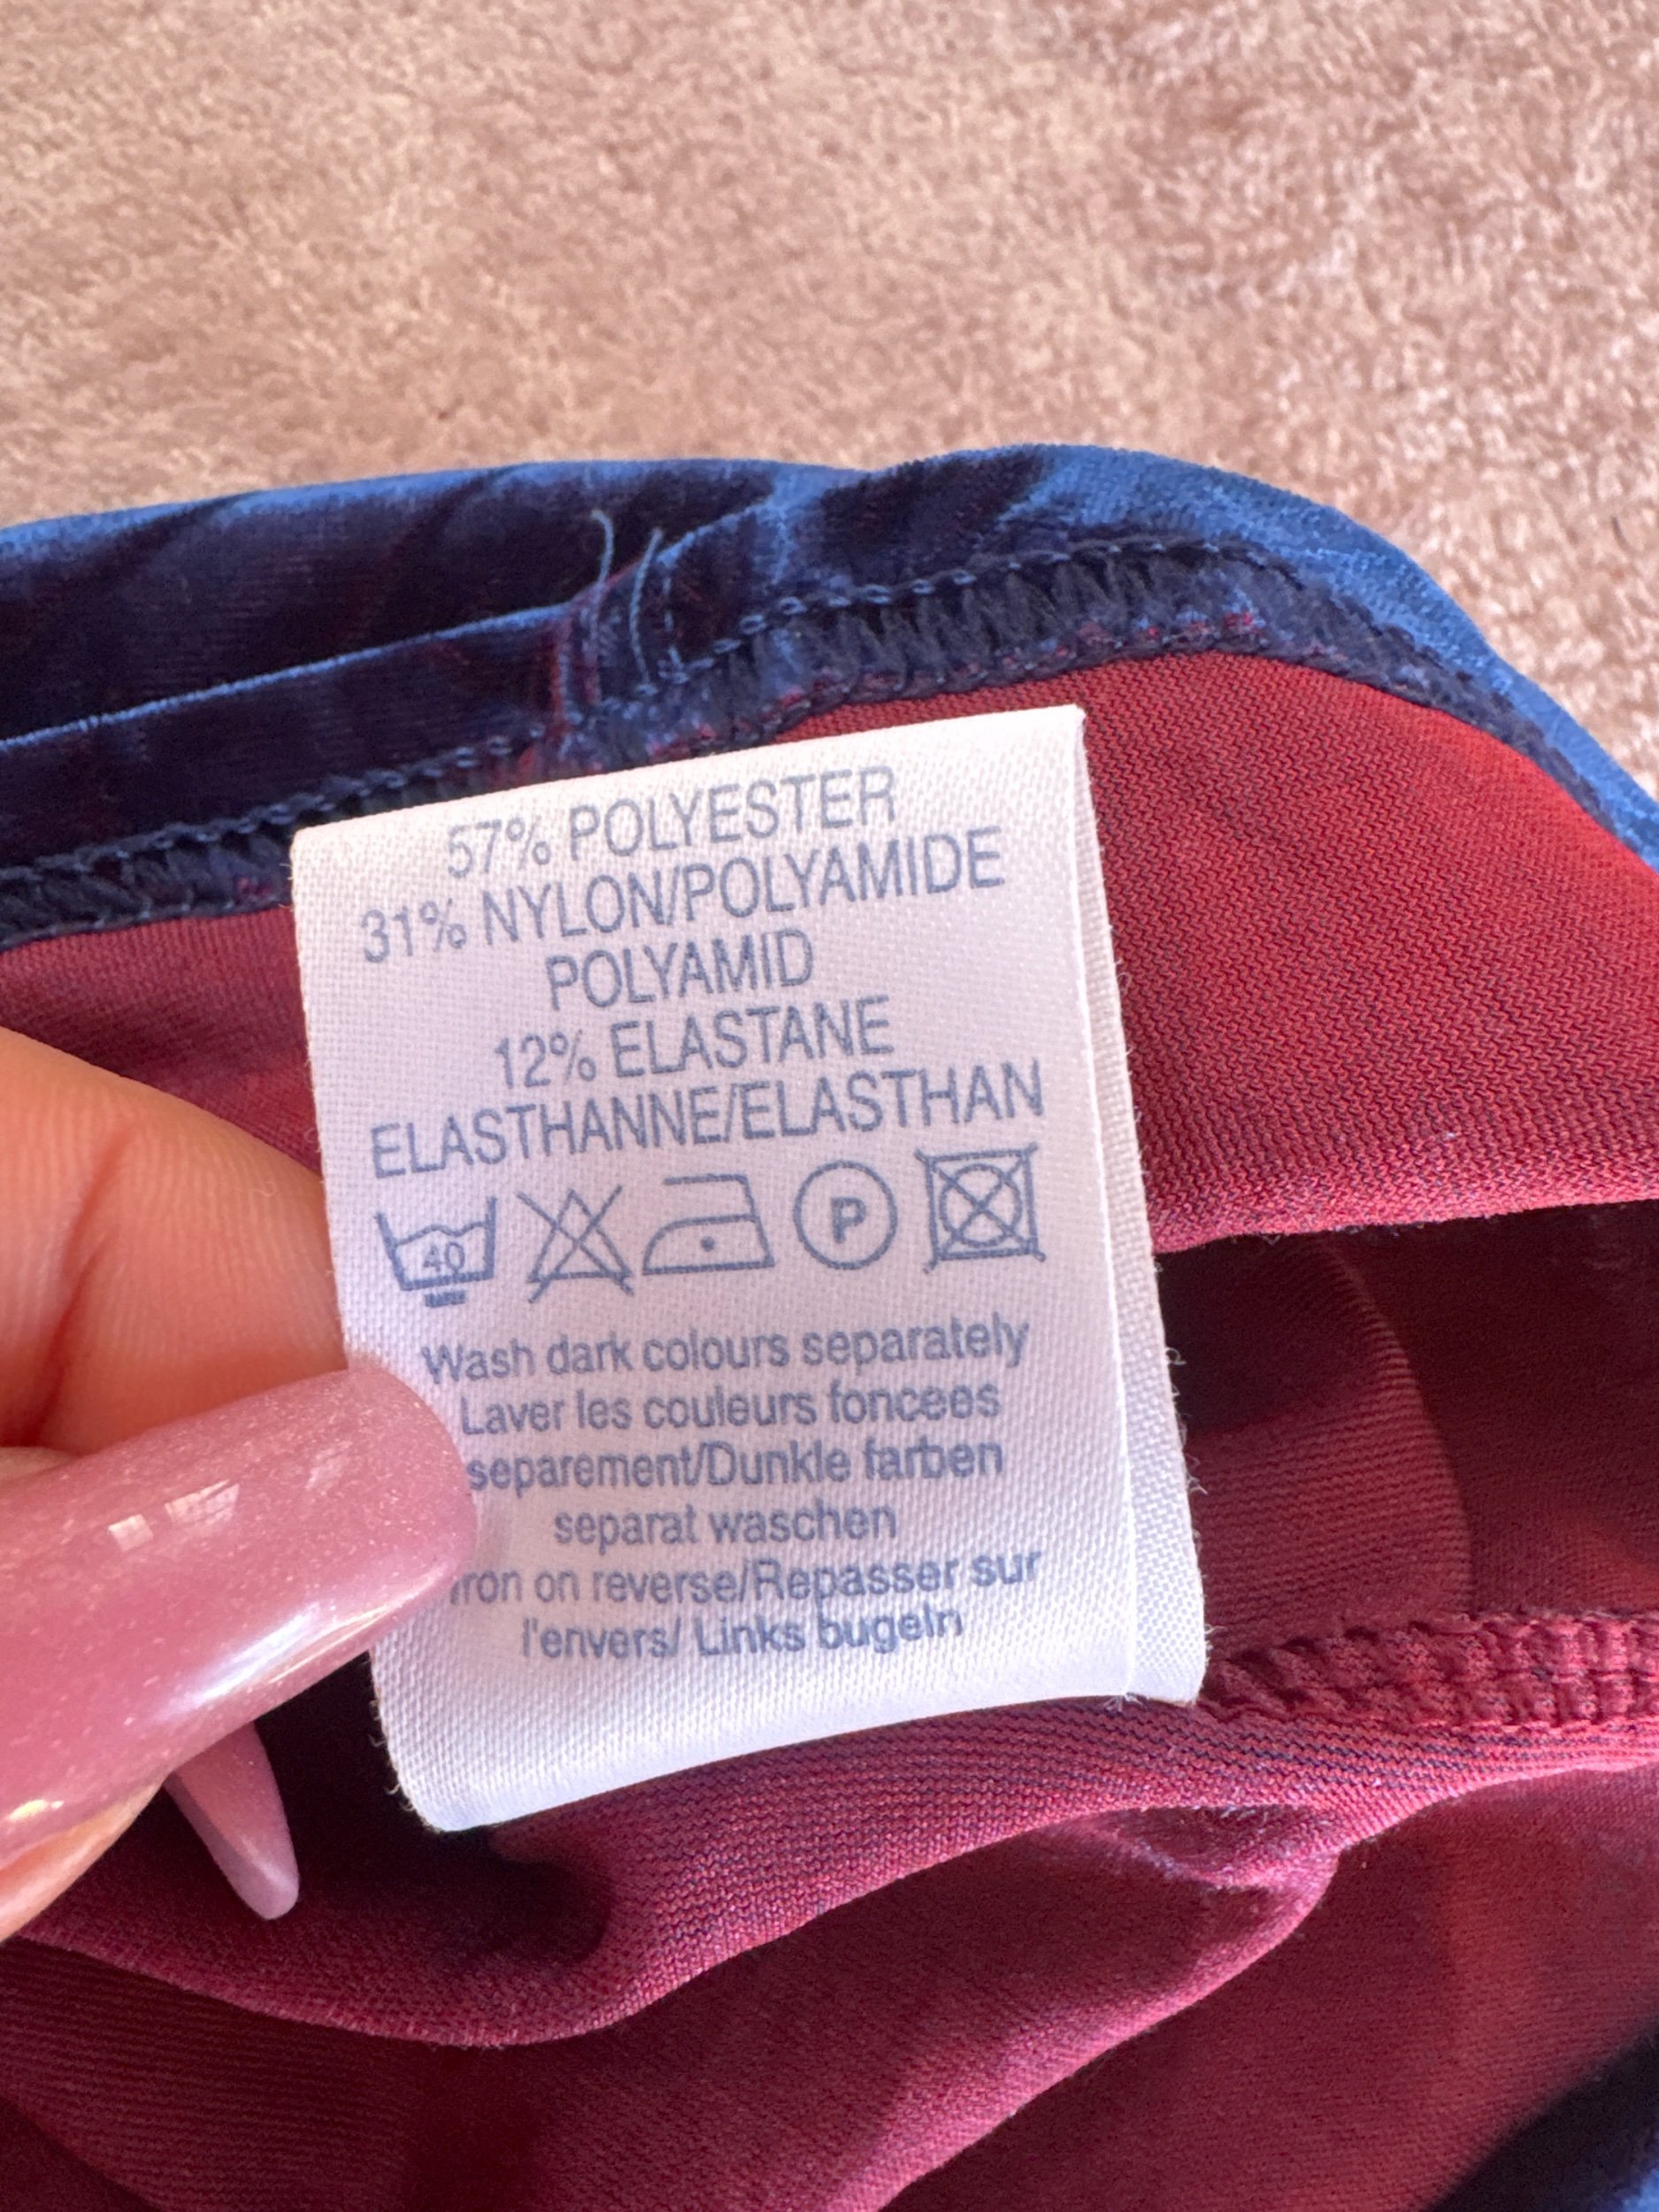 57% POLYESTER
31% NYLON/POLYAMIDE
POLYAMID
12% ELASTANE
ELASTHANNE/ELASTHAN
40 P
Wash dark colours separately
Laver les couleurs foncees
separement/Dunkle farben
separat waschen
Iron on reverse/Repasser sur
l'envers/ Links bugeln